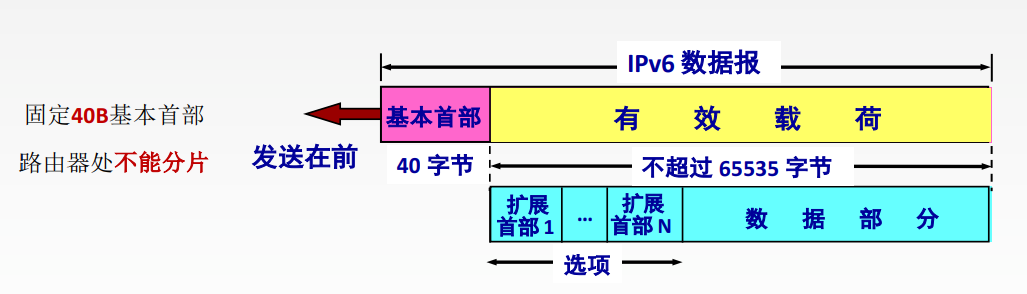 IPv6 数据报
固定40B基本首部
基本首部
有效载荷
路由器处不能分片
发送在前
40 字节
不超过 65535 字节
扩展
首部 1
...
扩展
首部 N
数据部分
选项